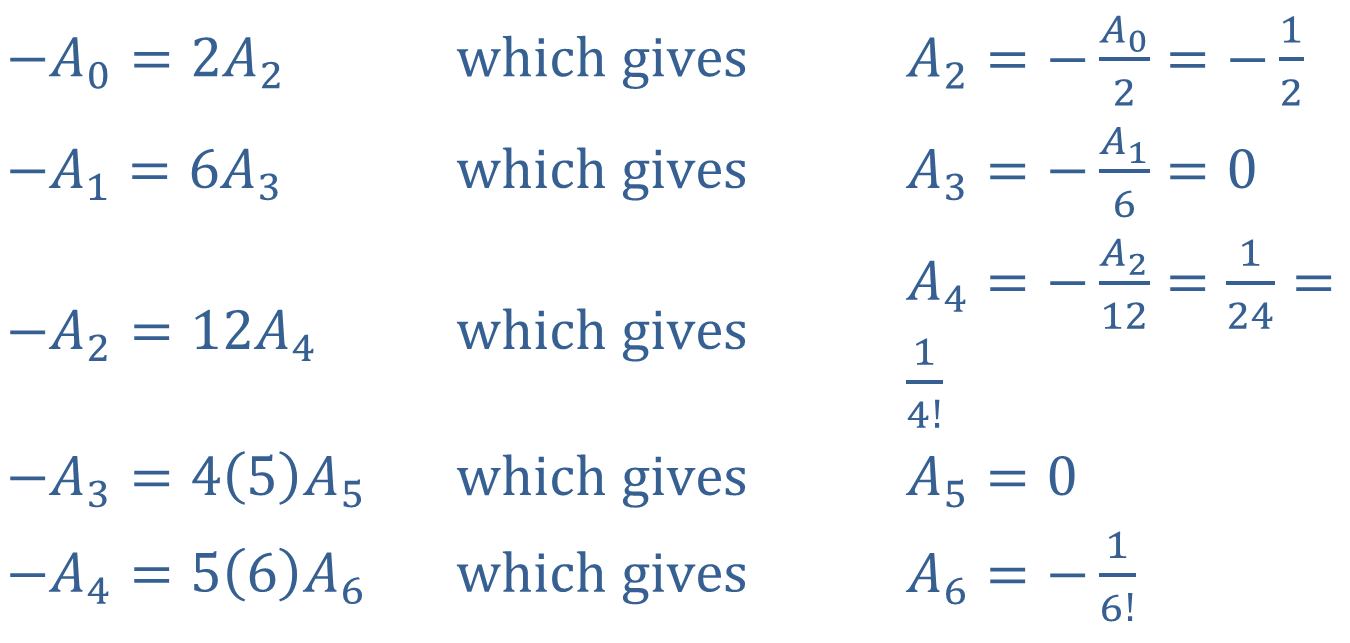 −A₀ = 2A₂ which gives A₂ = −A₀/2 = −1/2
−A₁ = 6A₃ which gives A₃ = −A₁/6 = 0
−A₂ = 12A₄ which gives A₄ = −A₂/12 = 1/24 =
1/4!
−A₃ = 4(5)A₅ which gives A₅ = 0
−A₄ = 5(6)A₆ which gives A₆ = −1/6!